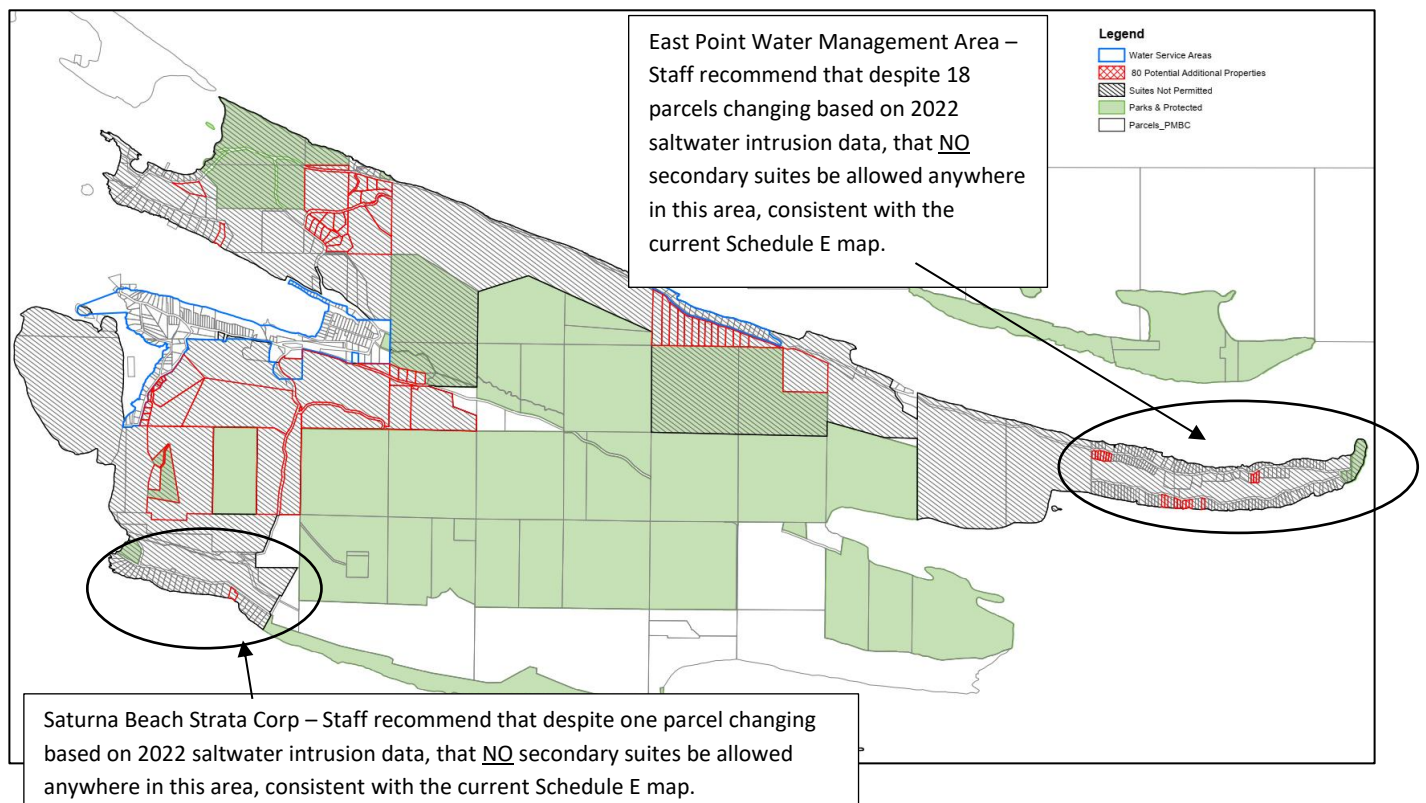 East Point Water Management Area –
Staff recommend that despite 18
parcels changing based on 2022
saltwater intrusion data, that NO
secondary suites be allowed anywhere
in this area, consistent with the
current Schedule E map.
Legend
Water Service Areas
80 Potential Additional Properties
Suites Not Permitted
Parks & Protected
Parcels_PMBC
Saturna Beach Strata Corp – Staff recommend that despite one parcel changing
based on 2022 saltwater intrusion data, that NO secondary suites be allowed
anywhere in this area, consistent with the current Schedule E map.